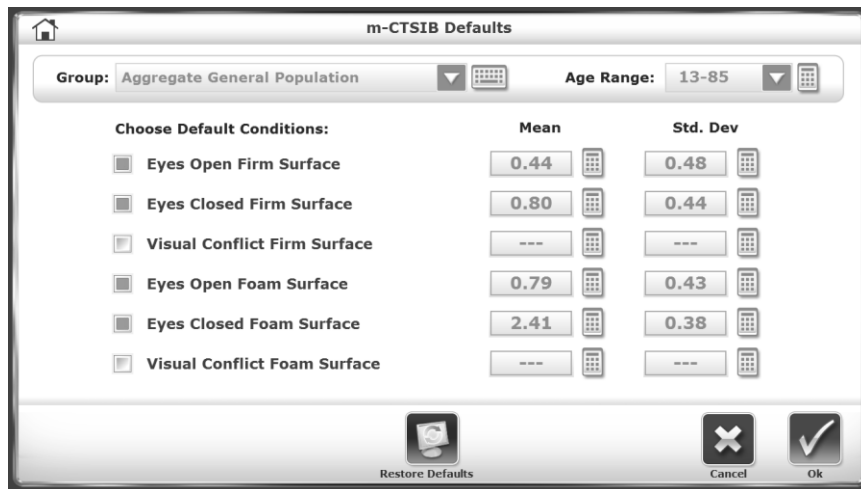 m-CTSIB Defaults
Group: Aggregate General Population Age Range: 13-85
Choose Default Conditions: Mean Std. Dev
Eyes Open Firm Surface 0.44 0.48
Eyes Closed Firm Surface 0.80 0.44
Visual Conflict Firm Surface --- ---
Eyes Open Foam Surface 0.79 0.43
Eyes Closed Foam Surface 2.41 0.38
Visual Conflict Foam Surface --- ---
Restore Defaults Cancel Ok